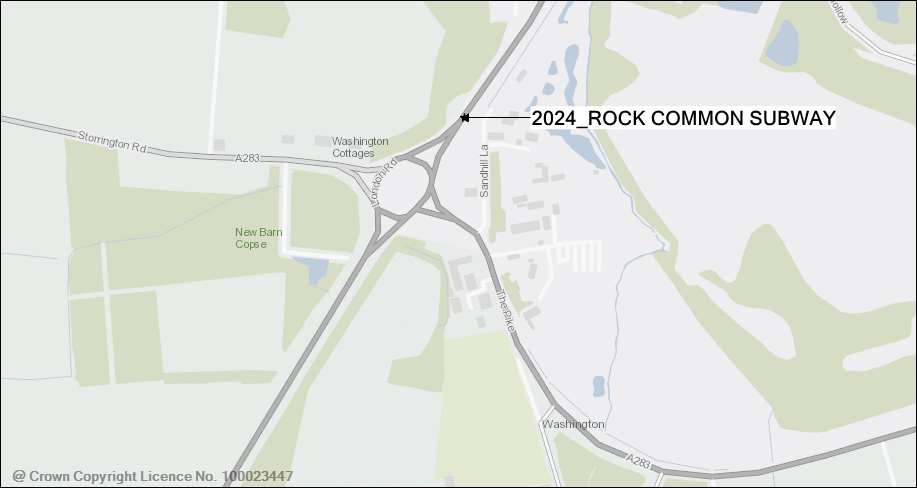 ollow
2024_ROCK COMMON SUBWAY
Storrington Rd
A283
Washington
Cottages
London Rd
Sandhill La
New Barn
Copse
The Pike
Washington
A283
@ Crown Copyright Licence No. 100023447